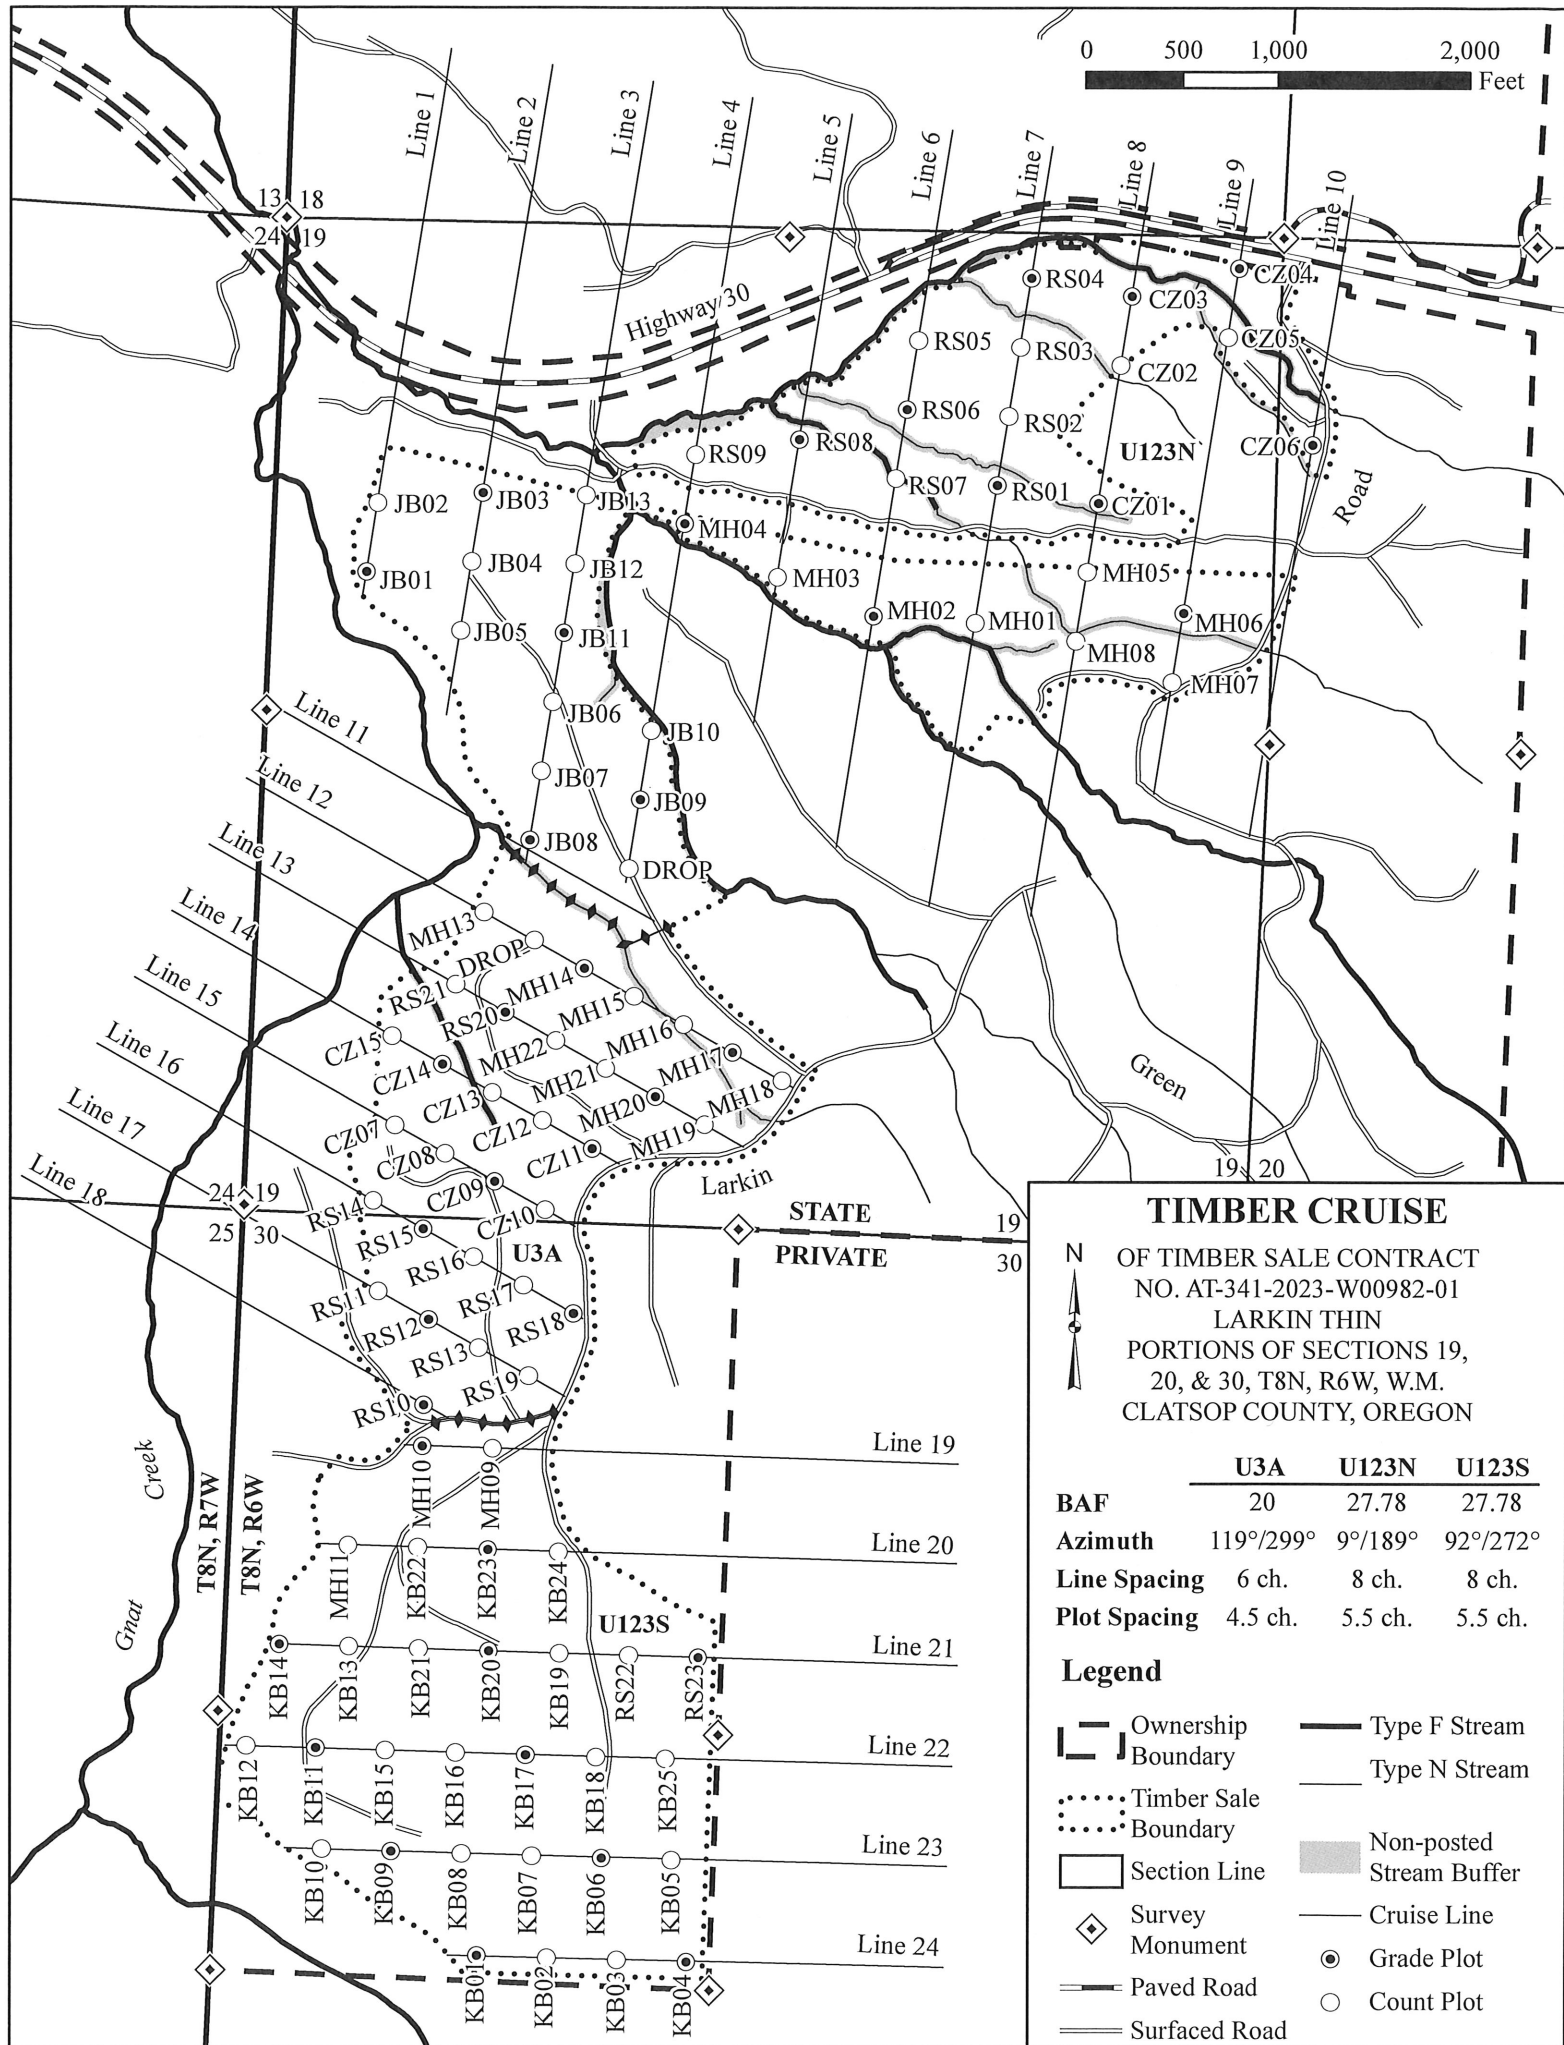 0 500 1,000 2,000
Feet
Line 1
Line 2
Line 3
Line 4
Line 5
Line 6
Line 7
Line 8
Line 9
Line 10
13 18
24 19
Highway 30
RS04
CZ04
CZ03
RS05
RS03
CZ05
CZ02
RS06
RS02
U123N
CZ06
RS09
RS08
RS07
RS01
CZ01
Road
JB02
JB03
JB13
MH04
JB01
JB04
JB12
MH03
MH05
JB05
JB11
MH02
MH01
MH06
MH08
MH07
JB06
JB10
JB07
JB09
JB08
DROP
Line 11
Line 12
Line 13
Line 14
Line 15
Line 16
Line 17
Line 18
MH13
DROP
MH14
RS21
RS20
MH15
MH22
MH16
CZ15
CZ14
MH21
MH17
CZ13
MH20
MH18
CZ12
MH19
CZ07
CZ08
CZ11
CZ09
CZ10
Green
Larkin
19 20
24 19
25 30
RS14
RS15
RS16
U3A
RS17
RS18
RS11
RS12
RS13
RS19
RS10
STATE
PRIVATE
19
30
Creek
Gnat
T8N, R7W
T8N, R6W
MH10
MH09
Line 19
MH11
KB22
KB23
KB24
Line 20
U123S
KB14
KB13
KB21
KB20
KB19
RS22
RS23
Line 21
KB12
KB11
KB15
KB16
KB17
KB18
KB25
Line 22
KB10
KB09
KB08
KB07
KB06
KB05
Line 23
KB01
KB02
KB03
KB04
Line 24
TIMBER CRUISE
N
OF TIMBER SALE CONTRACT
NO. AT-341-2023-W00982-01
LARKIN THIN
PORTIONS OF SECTIONS 19,
20, & 30, T8N, R6W, W.M.
CLATSOP COUNTY, OREGON
U3A U123N U123S
BAF 20 27.78 27.78
Azimuth 119°/299° 9°/189° 92°/272°
Line Spacing 6 ch. 8 ch. 8 ch.
Plot Spacing 4.5 ch. 5.5 ch. 5.5 ch.
Legend
Ownership
Boundary
Timber Sale
Boundary
Section Line
Survey
Monument
Paved Road
Surfaced Road
Type F Stream
Type N Stream
Non-posted
Stream Buffer
Cruise Line
Grade Plot
Count Plot